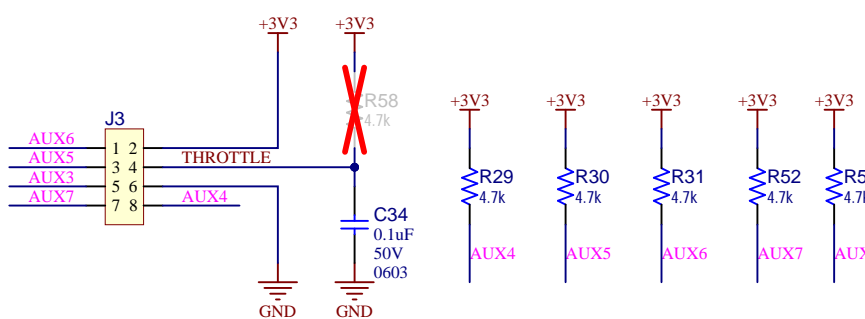 +3V3
+3V3
R58
4.7k
J3
AUX6
1 2
AUX5
3 4
THROTTLE
AUX3
5 6
AUX7
7 8
AUX4
C34
0.1uF
50V
0603
GND
GND
+3V3
R29
4.7k
AUX4
+3V3
R30
4.7k
AUX5
+3V3
R31
4.7k
AUX6
+3V3
R52
4.7k
AUX7
+3V3